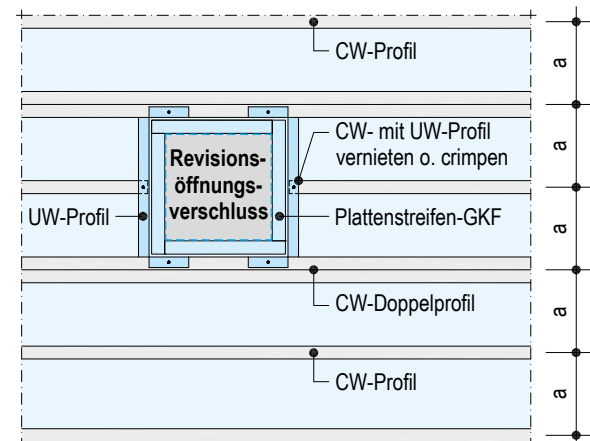 CW-Profil
a
CW- mit UW-Profil
vernieten o. crimpen
a
Revisions-
öffnungs-
verschluss
UW-Profil
Plattenstreifen-GKF
a
CW-Doppelprofil
a
CW-Profil
a